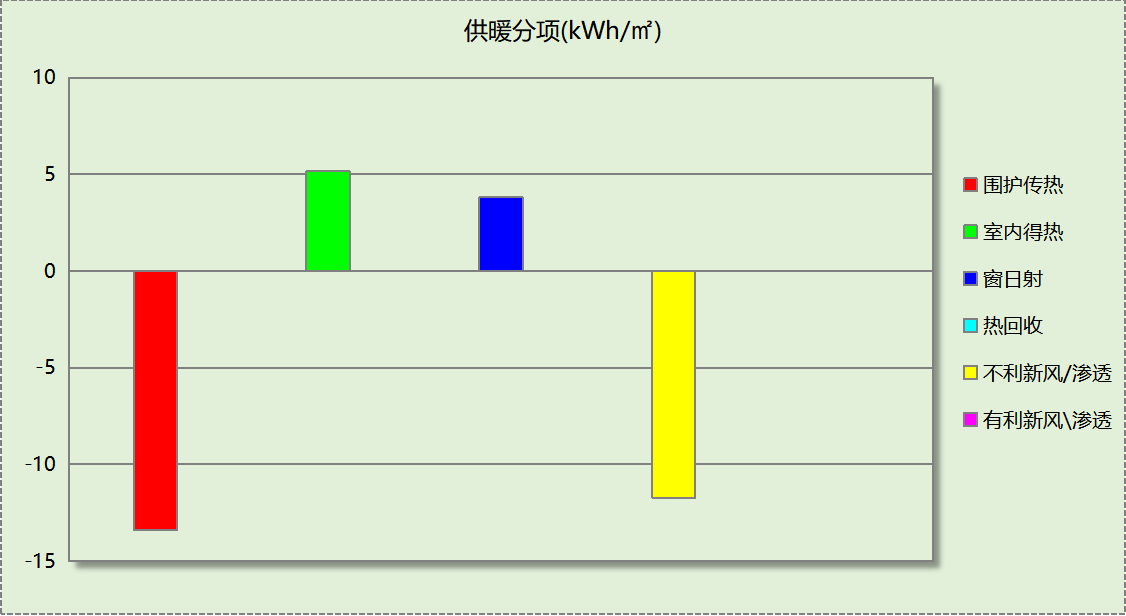 供暖分项(kWh/㎡)
10
5
0
-5
-10
-15
围护传热
室内得热
窗日射
热回收
不利新风/渗透
有利新风\渗透